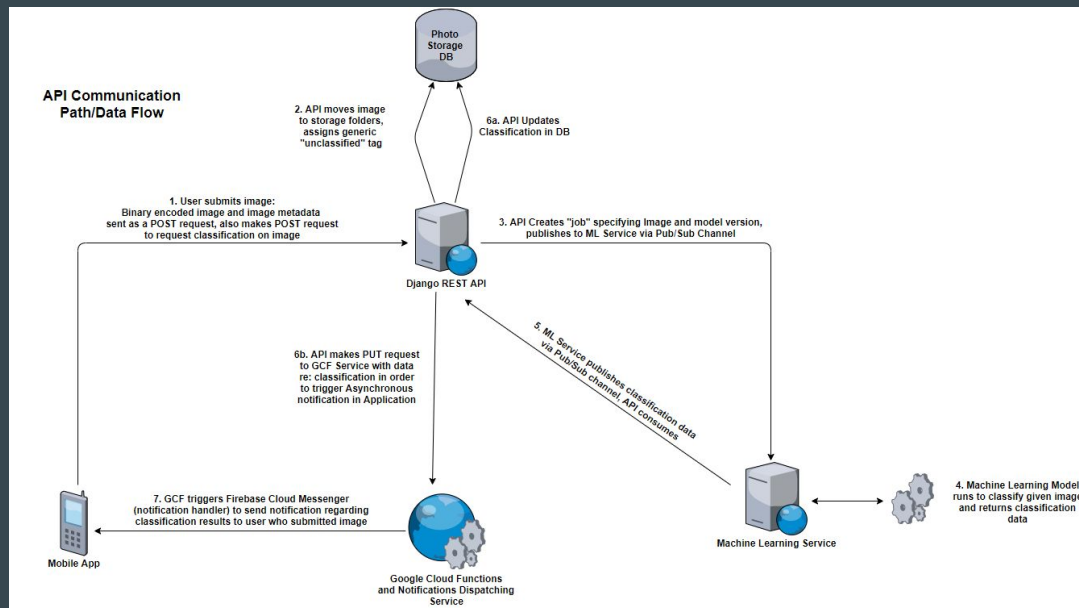 Photo
Storage
DB
API Communication
Path/Data Flow
2. API moves image
to storage folders,
assigns generic
"unclassified" tag
6a. API Updates
Classification in DB
1. User submits image:
Binary encoded image and image metadata
sent as a POST request, also makes POST request
to request classification on image
3. API Creates "job" specifying Image and model version,
publishes to ML Service via Pub/Sub Channel
Django REST API
6b. API makes PUT request
to GCF Service with data
re: classification in order
to trigger Asynchronous
notification in Application
5. ML Service publishes classification data
via Pub/Sub channel, API consumes
4. Machine Learning Model
runs to classify given image
and returns classification
data
Machine Learning Service
7. GCF triggers Firebase Cloud Messenger
(notification handler) to send notification regarding
classification results to user who submitted image
Mobile App
Google Cloud Functions
and Notifications Dispatching
Service